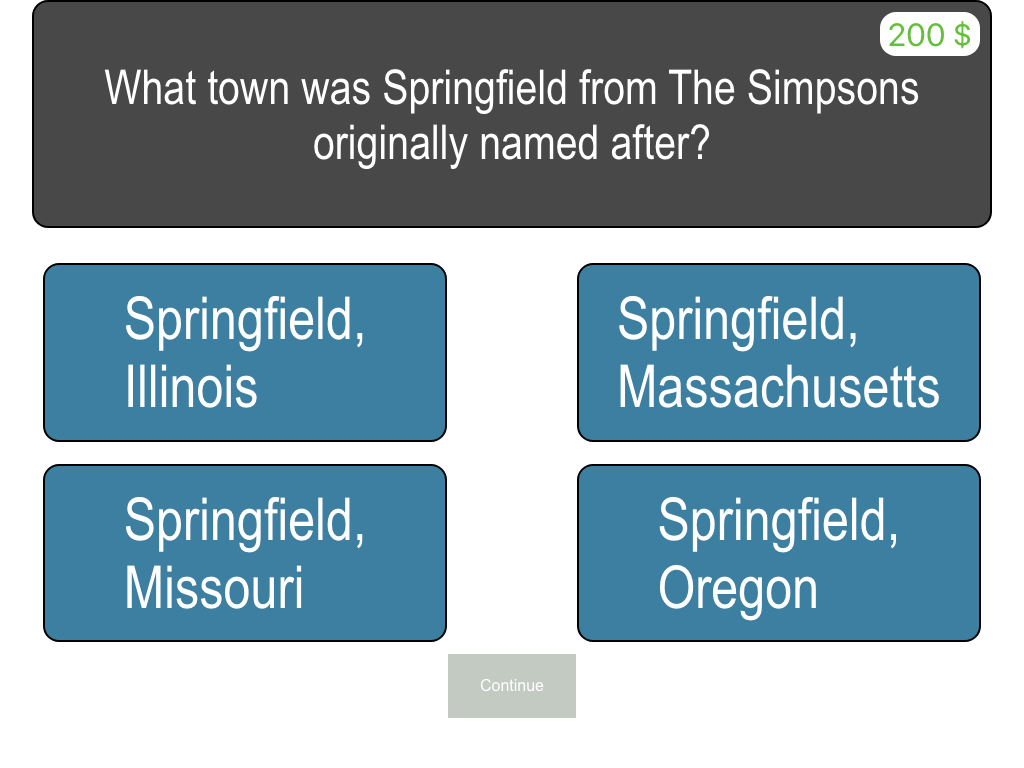 200 $
What town was Springfield from The Simpsons
originally named after?
Springfield,
Illinois
Springfield,
Massachusetts
Springfield,
Missouri
Springfield,
Oregon
Continue